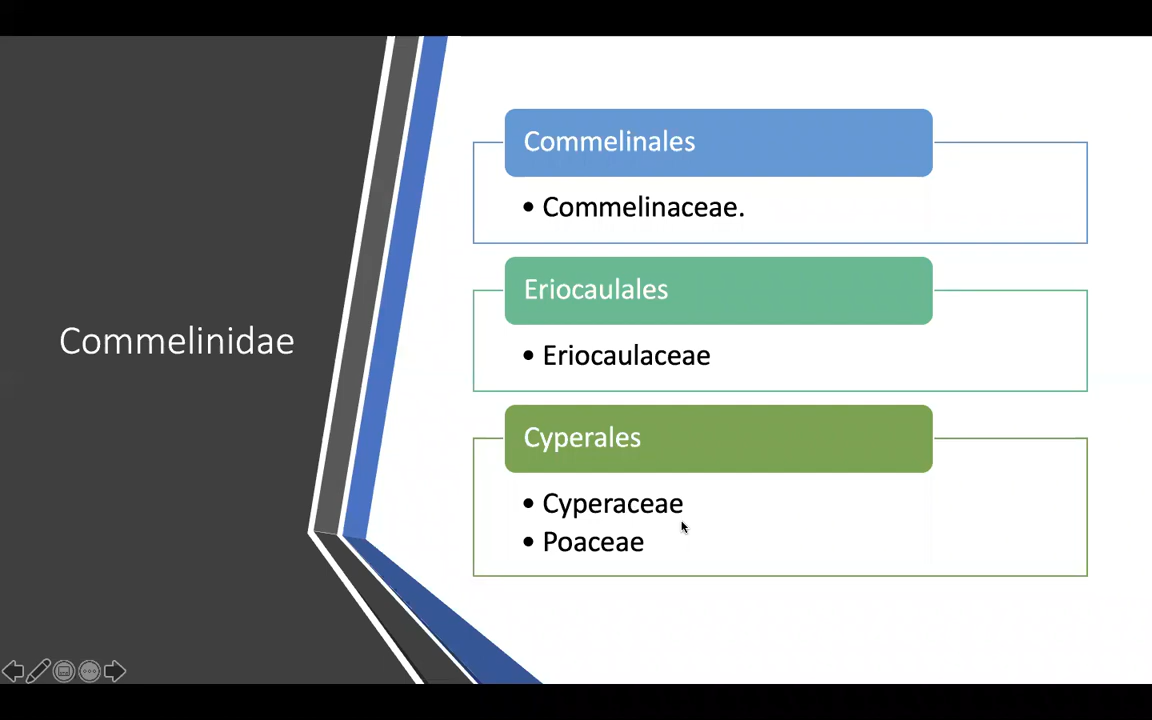 Commelinidae
Commelinales
• Commelinaceae.
Eriocaulales
• Eriocaulaceae
Cyperales
• Cyperaceae
• Poaceae